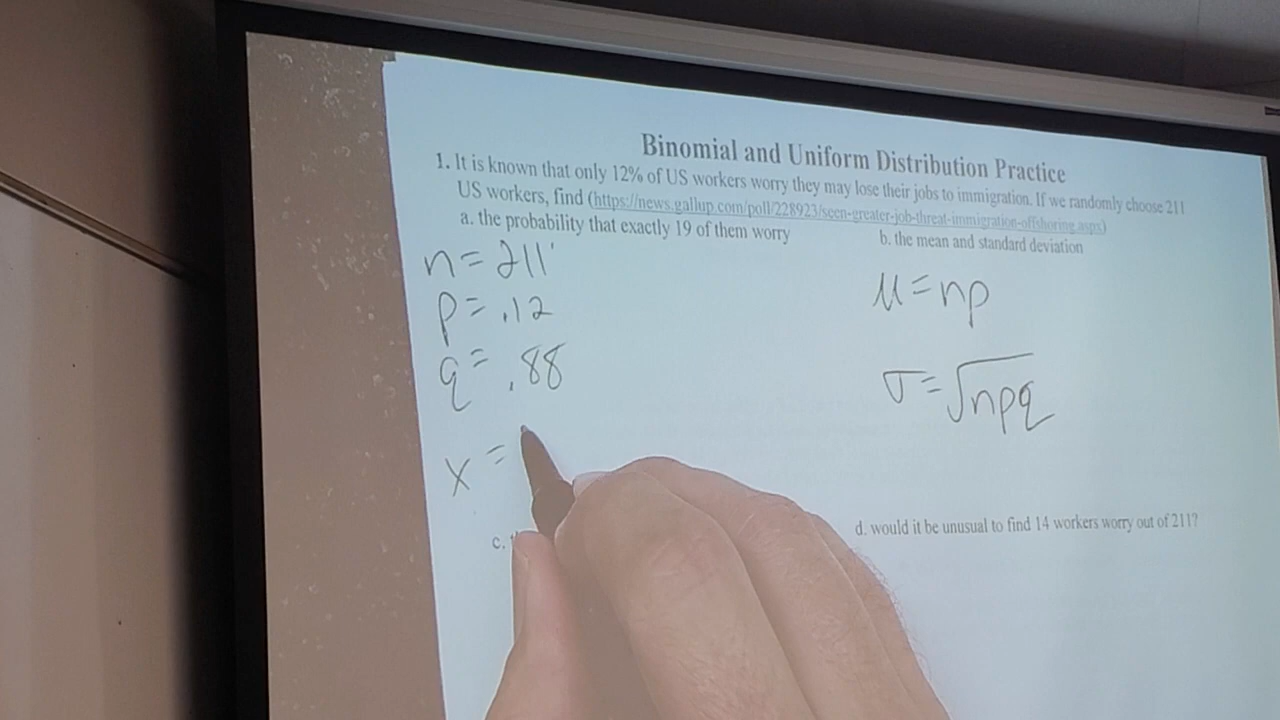 Binomial and Uniform Distribution Practice
1. It is known that only 12% of US workers worry they may lose their jobs to immigration. If we randomly choose 211
US workers, find (https://news.gallup.com/poll/228923/seen-greater-job-threat-immigration-offshoring.aspx)
a. the probability that exactly 19 of them worry
b. the mean and standard deviation
n = 211
p = .12
q = .88
x =
μ = np
σ = √npq
c.
d. would it be unusual to find 14 workers worry out of 211?